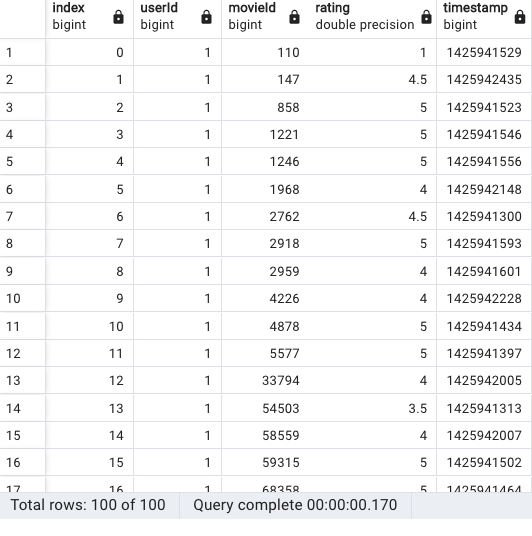 index userId movieId rating timestamp
bigint bigint bigint double precision bigint
1 0 1 110 1 1425941529
2 1 1 147 4.5 1425942435
3 2 1 858 5 1425941523
4 3 1 1221 5 1425941546
5 4 1 1246 5 1425941556
6 5 1 1968 4 1425942148
7 6 1 2762 4.5 1425941300
8 7 1 2918 5 1425941593
9 8 1 2959 4 1425941601
10 9 1 4226 4 1425942228
11 10 1 4878 5 1425941434
12 11 1 5577 5 1425941397
13 12 1 33794 4 1425942005
14 13 1 54503 3.5 1425941313
15 14 1 58559 4 1425942007
16 15 1 59315 5 1425941502
17 16 1 68358 5 1425941464
Total rows: 100 of 100 Query complete 00:00:00.170